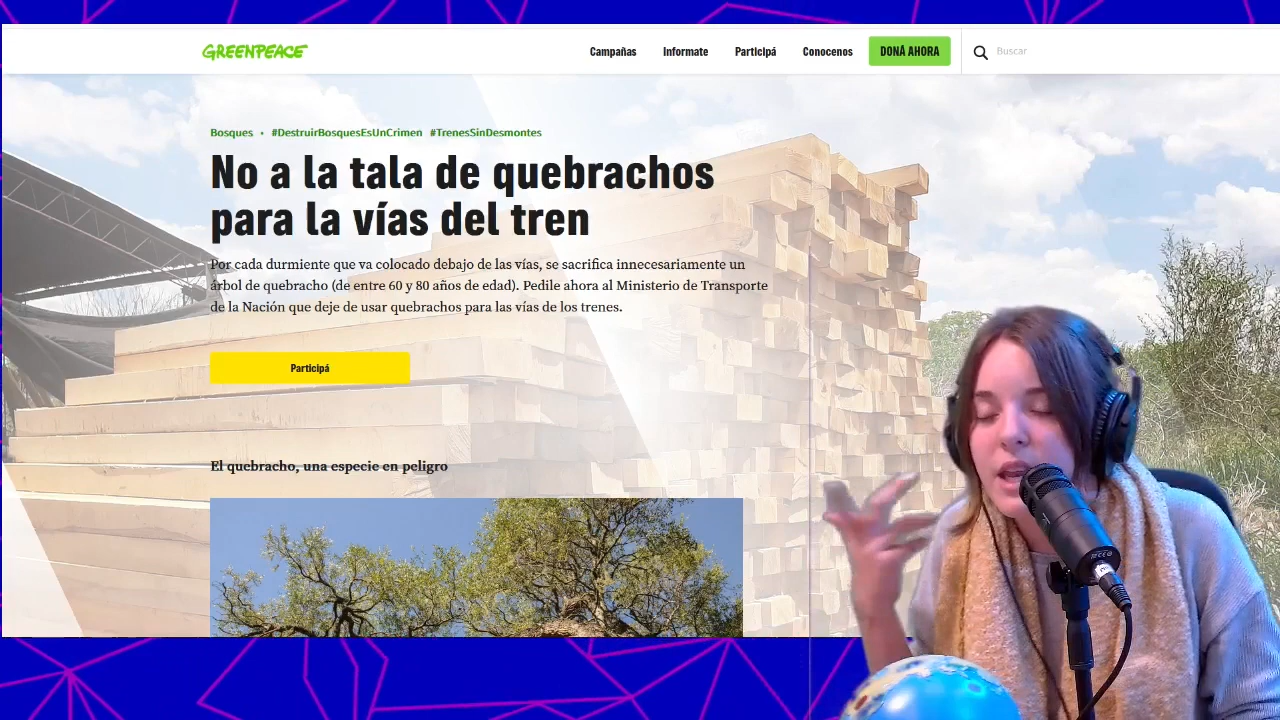 GREENPEACE
Campañas Informate Participá Conocenos DONÁ AHORA Buscar
Bosques • #DestruirBosquesEsUnCrimen #TrenesSinDesmontes
No a la tala de quebrachos
para la vías del tren
Por cada durmiente que va colocado debajo de las vías, se sacrifica innecesariamente un
árbol de quebracho (de entre 60 y 80 años de edad). Pedile ahora al Ministerio de Transporte
de la Nación que deje de usar quebrachos para las vías de los trenes.
Participá
El quebracho, una especie en peligro